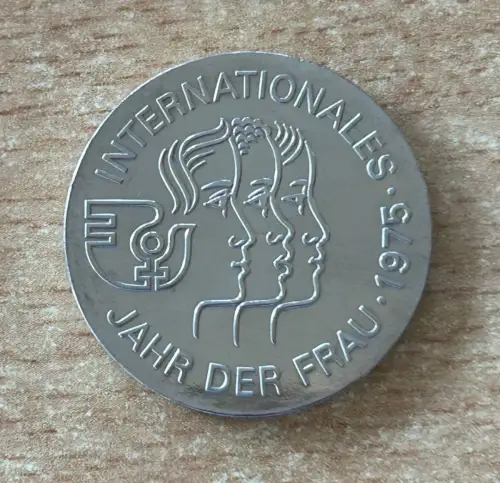 INTERNATIONALES
JAHR DER FRAU · 1975 ·